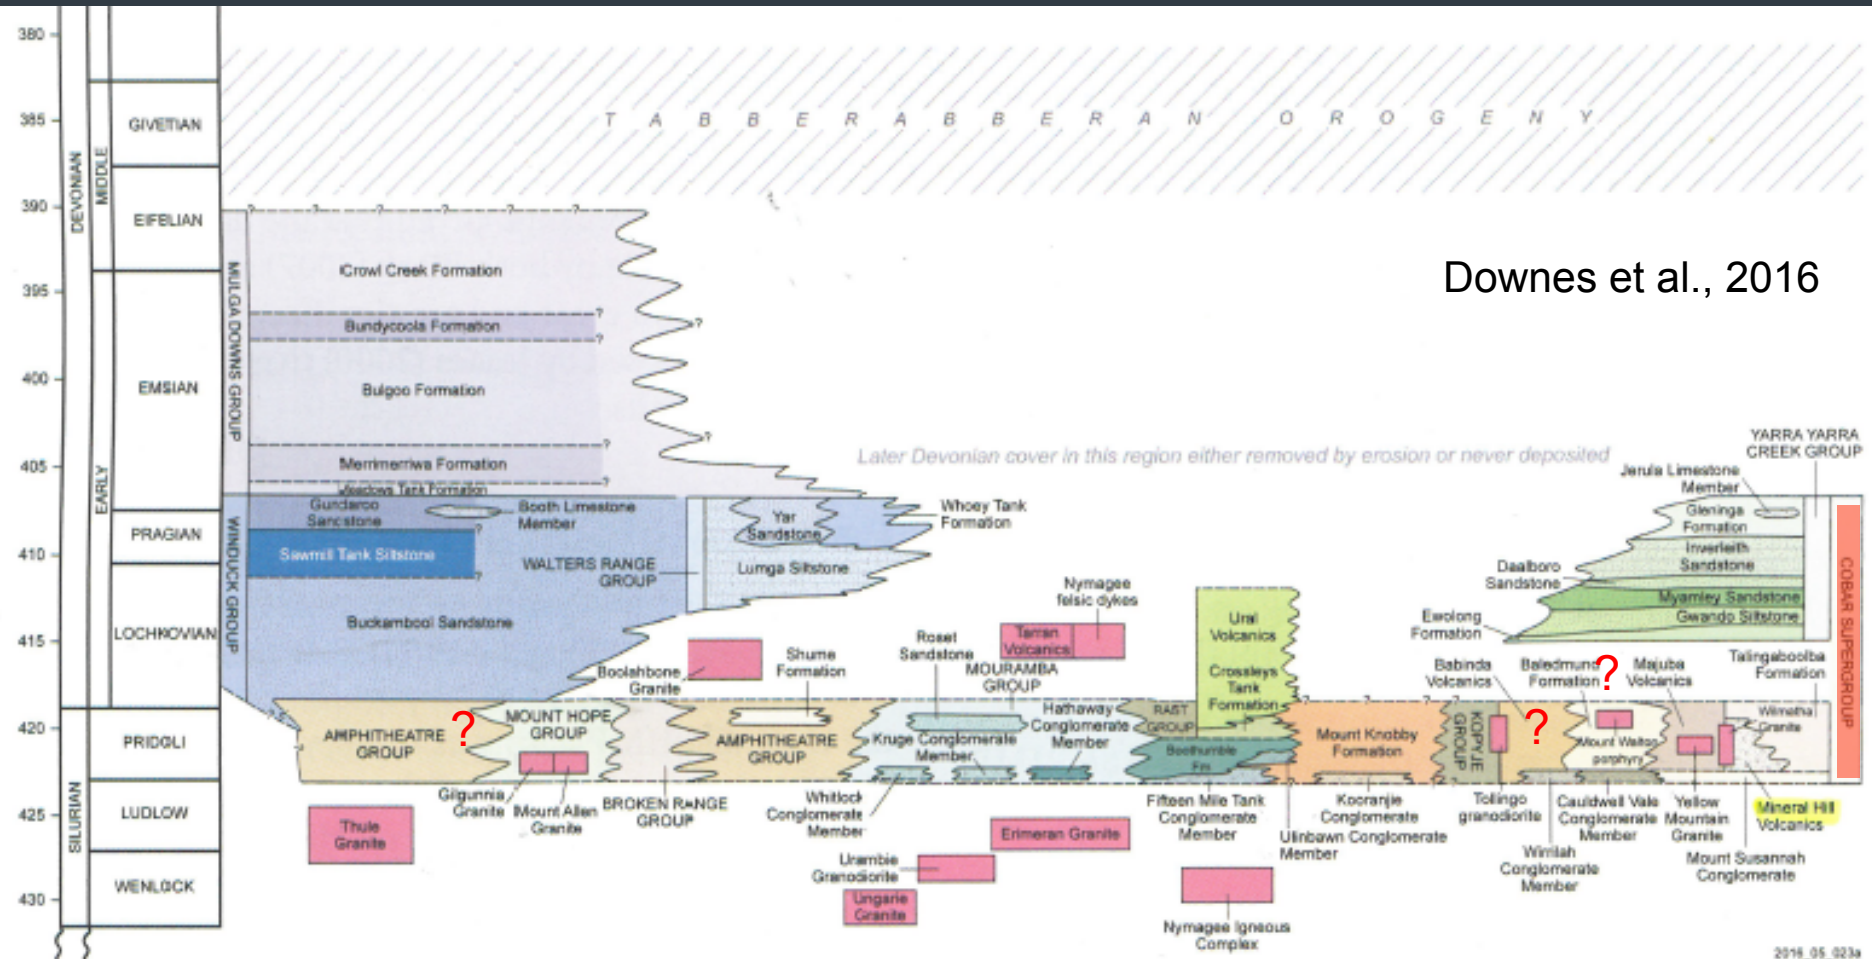 380
385
390
395
400
405
410
415
420
425
430
DEVONIAN
SILURIAN
MIDDLE
EARLY
GIVETIAN
EIFELIAN
EMSIAN
PRAGIAN
LOCHKOVIAN
PRIDOLI
LUDLOW
WENLOCK
TABBERABBERAN OROGENY
Downes et al., 2016
? ? ? ? ? ?
MULGA DOWNS GROUP
Crowl Creek Formation
?
Bundycoola Formation
?
?
Bulgoo Formation
?
?
Merrimerriwa Formation
?
Meadows Tank Formation
Later Devonian cover in this region either removed by erosion or never deposited
WINDUCK GROUP
Gundaroo
Sandstone
Booth Limestone
Member
?
Sawmill Tank Siltstone
?
Buckambool Sandstone
WALTERS RANGE
GROUP
Yar
Sandstone
Lumga Siltstone
Whoey Tank
Formation
YARRA YARRA
CREEK GROUP
Jerula Limestone
Member
Gleninga
Formation
Inverleith
Sandstone
Daalboro
Sandstone
Myamley Sandstone
Gwando Siltstone
Ewolong
Formation
COBAR SUPERGROUP
Nymagee
felsic dykes
Tarran
Volcanics
Ural
Volcanics
Crossleys
Tank
Formation
Boolahbone
Granite
Shume
Formation
Roset
Sandstone
MOURAMBA
GROUP
Babinda
Volcanics
Baledmund
Formation
?
Majuba
Volcanics
Talingaboolba
Formation
?
AMPHITHEATRE
GROUP
?
MOUNT HOPE
GROUP
AMPHITHEATRE
GROUP
Kruge Conglomerate
Member
Hathaway
Conglomerate
Member
RAST
GROUP
Boothumble
Fm
? ? ?
Mount Knobby
Formation
KOPYJE
GROUP
?
Mount Walton
porphyry
Wilmatha
Granite
Gilgunnia
Granite
Mount Allen
Granite
BROKEN RANGE
GROUP
Whitlock
Conglomerate
Member
Fifteen Mile Tank
Conglomerate
Member
Ulinbawn Conglomerate
Member
Kooranjie
Conglomerate
Tollingo
granodiorite
Cauldwell Vale
Conglomerate
Member
Yellow
Mountain
Granite
Mineral Hill
Volcanics
Wirrilah
Conglomerate
Member
Mount Susannah
Conglomerate
Thule
Granite
Erimeran Granite
Urambie
Granodiorite
Ungarie
Granite
Nymagee Igneous
Complex
2016_05_023a